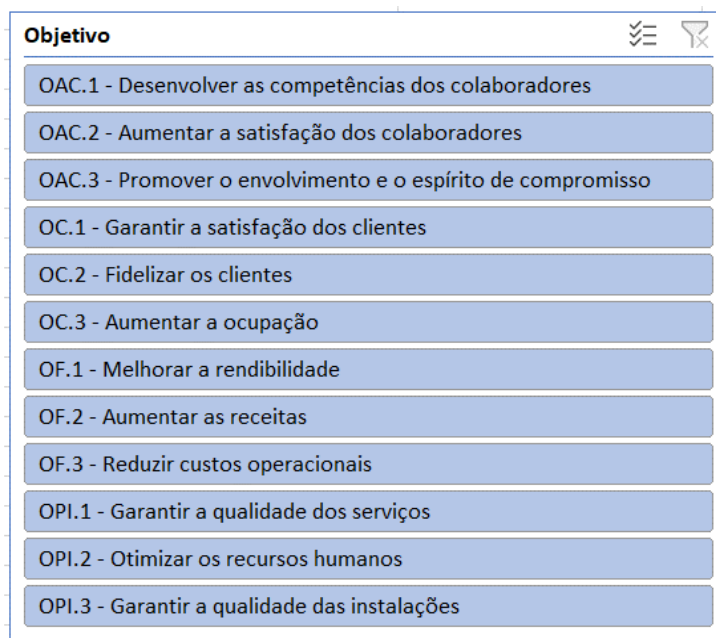 Objetivo
OAC.1 - Desenvolver as competências dos colaboradores
OAC.2 - Aumentar a satisfação dos colaboradores
OAC.3 - Promover o envolvimento e o espírito de compromisso
OC.1 - Garantir a satisfação dos clientes
OC.2 - Fidelizar os clientes
OC.3 - Aumentar a ocupação
OF.1 - Melhorar a rendibilidade
OF.2 - Aumentar as receitas
OF.3 - Reduzir custos operacionais
OPI.1 - Garantir a qualidade dos serviços
OPI.2 - Otimizar os recursos humanos
OPI.3 - Garantir a qualidade das instalações